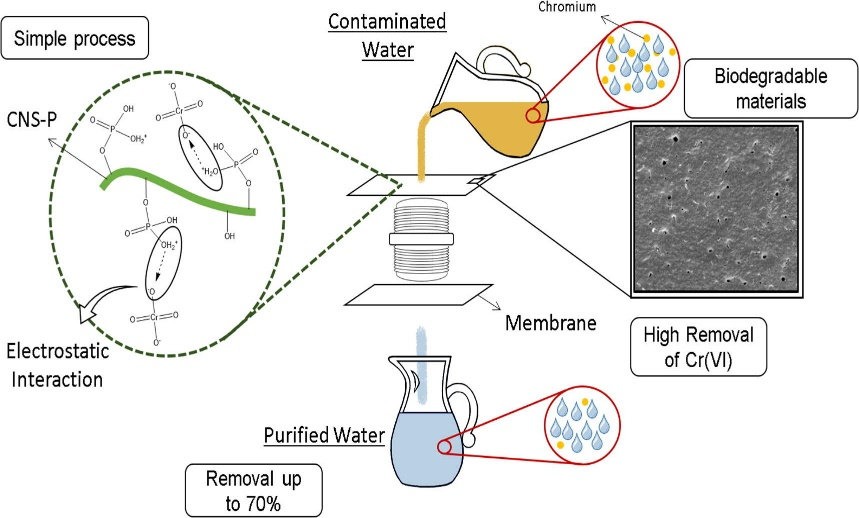 Simple process
CNS-P
Electrostatic
Interaction
Contaminated
Water
Chromium
Biodegradable
materials
Membrane
High Removal
of Cr(VI)
Purified Water
Removal up
to 70%
OH
O
P
OH₂⁺
O
O⁻
O
Cr
O
O⁻
HO
P
O
⁺H₂O
O
OH
O
P
OH
O
OH₂⁺
⁻O
O
Cr
O
O⁻